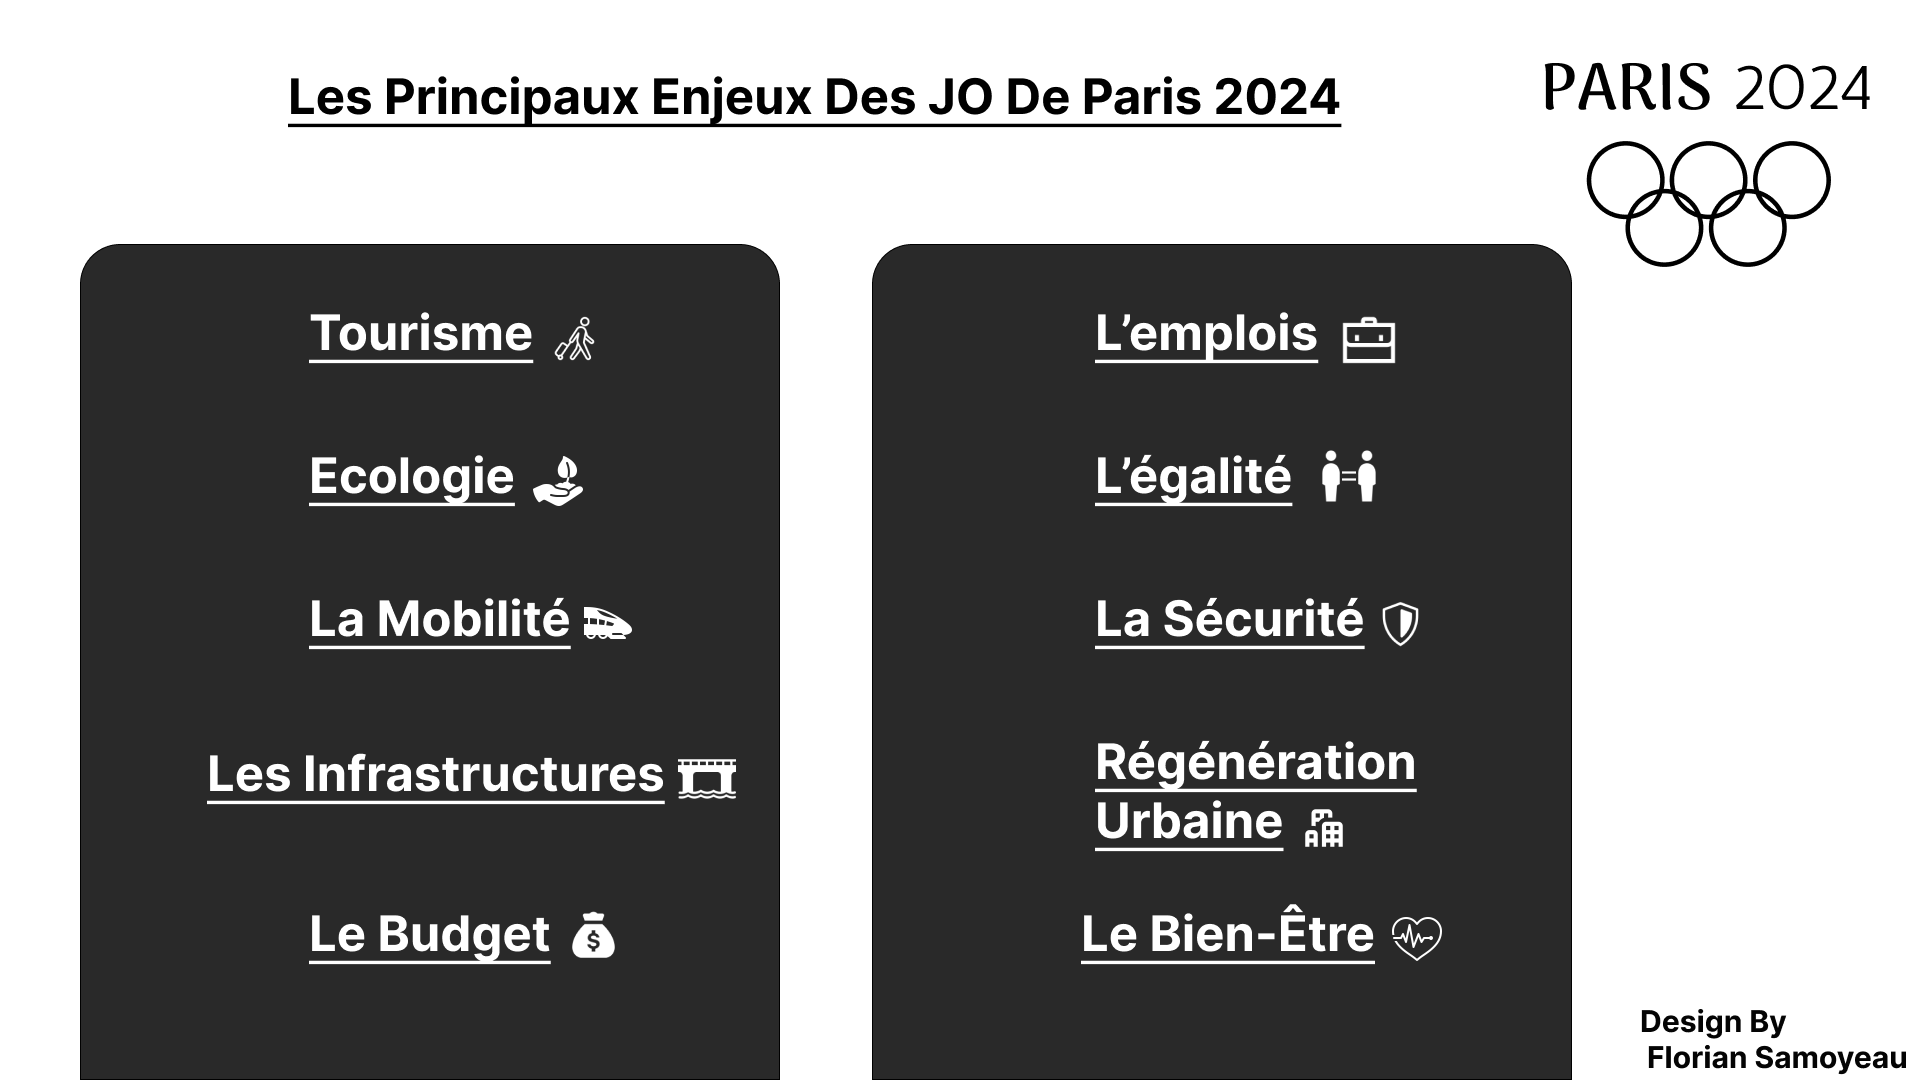 Les Principaux Enjeux Des JO De Paris 2024
PARIS 2024
Tourisme
Ecologie
La Mobilité
Les Infrastructures
Le Budget
$
L’emplois
L’égalité
La Sécurité
Régénération
Urbaine
Le Bien-Être
Design By
Florian Samoyeau